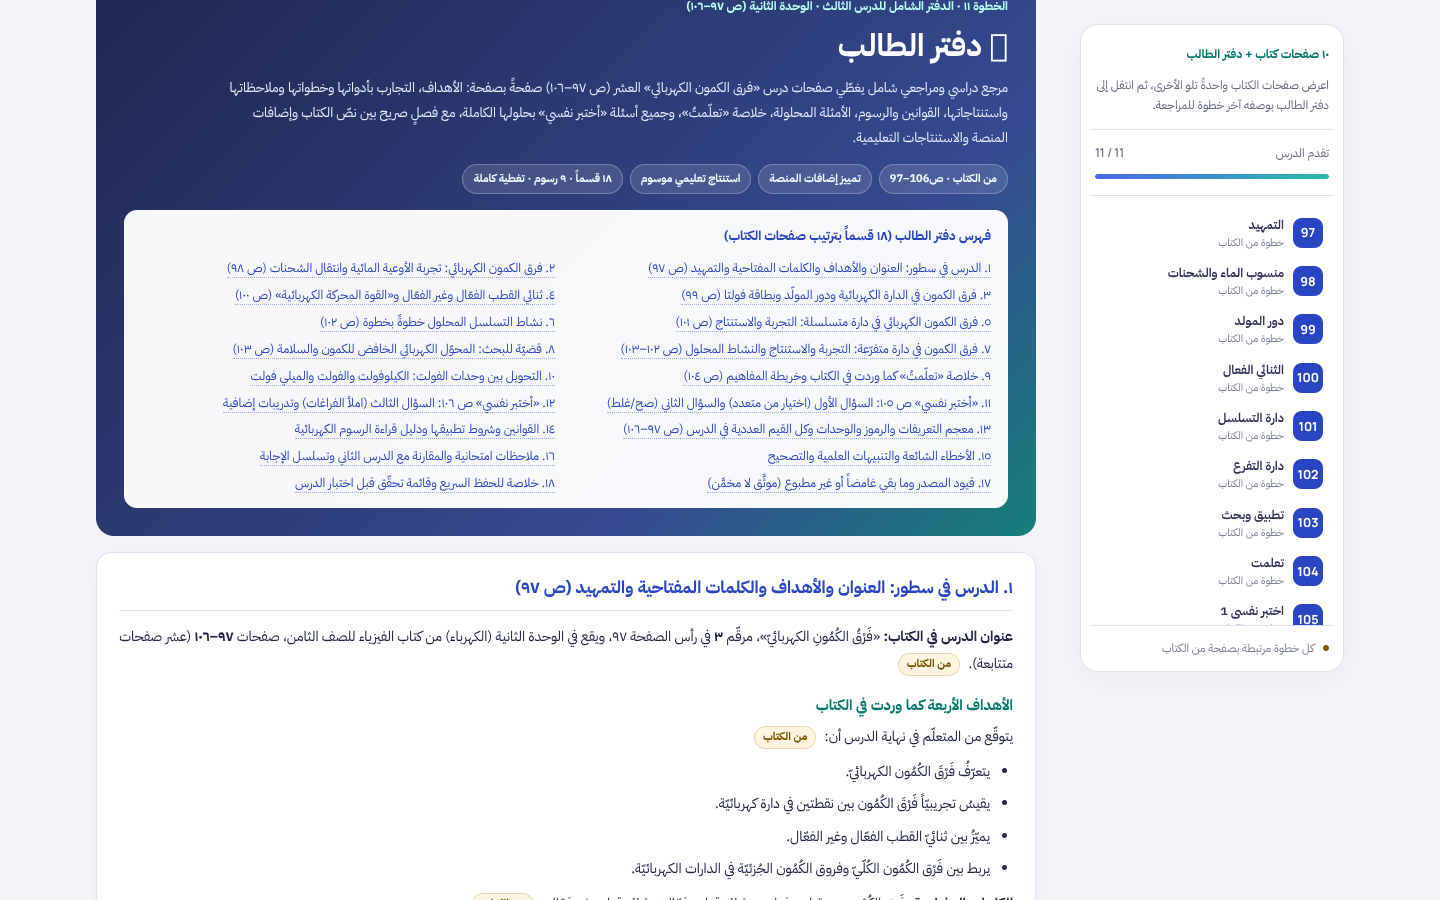 الخطوة ١١ · الدفتر الشامل للدرس الثالث · الوحدة الثانية (ص ٩٧–١٠٦)
دفتر الطالب
مرجع دراسي ومراجعي شامل يغطّي صفحات درس «فرق الكمون الكهربائي» العشر (ص ٩٧–١٠٦) صفحةً بصفحة: الأهداف، التجارب بأدواتها وخطواتها وملاحظاتها
واستنتاجاتها، القوانين والرسوم، الأمثلة المحلولة، خلاصة «تعلّمتُ»، وجميع أسئلة «أختبر نفسي» بحلولها الكاملة، مع فصلٍ صريح بين نصّ الكتاب وإضافات
المنصة والاستنتاجات التعليمية.
من الكتاب · ص97–106
تمييز إضافات المنصة
استنتاج تعليمي موسوم
١٨ قسماً · ٩ رسوم · تغطية كاملة
فهرس دفتر الطالب (١٨ قسماً بترتيب صفحات الكتاب)
١. الدرس في سطور: العنوان والأهداف والكلمات المفتاحية والتمهيد (ص ٩٧)
٢. فرق الكمون الكهربائي: تجربة الأوعية المائية وانتقال الشحنات (ص ٩٨)
٣. فرق الكمون في الدارة الكهربائية ودور المولّد وبطاقة فولتا (ص ٩٩)
٤. ثنائي القطب الفعّال وغير الفعّال و«القوة المحركة الكهربائية» (ص ١٠٠)
٥. فرق الكمون الكهربائي في دارة متسلسلة: التجربة والاستنتاج (ص ١٠١)
٦. نشاط التسلسل المحلول خطوةً بخطوة (ص ١٠٢)
٧. فرق الكمون في دارة متفرّعة: التجربة والاستنتاج والنشاط المحلول (ص ١٠٢–١٠٣)
٨. قضيّة للبحث: المحوّل الكهربائي الخافض للكمون والسلامة (ص ١٠٣)
٩. خلاصة «تعلّمتُ» كما وردت في الكتاب وخريطة المفاهيم (ص ١٠٤)
١٠. التحويل بين وحدات الفولت: الكيلوفولت والفولت والميلي فولت
١١. «أختبر نفسي» ص ١٠٥: السؤال الأول (اختيار من متعدد) والسؤال الثاني (صح/غلط)
١٢. «أختبر نفسي» ص ١٠٦: السؤال الثالث (املأ الفراغات) وتدريبات إضافية
١٣. معجم التعريفات والرموز والوحدات وكل القيم العددية في الدرس (ص ٩٧–١٠٦)
١٤. القوانين وشروط تطبيقها ودليل قراءة الرسوم الكهربائية
١٥. الأخطاء الشائعة والتنبيهات العلمية والتصحيح
١٦. ملاحظات امتحانية والمقارنة مع الدرس الثاني وتسلسل الإجابة
١٧. قيود المصدر وما بقي غامضاً أو غير مطبوع (موثَّق لا مخمَّن)
١٨. خلاصة للحفظ السريع وقائمة تحقّق قبل اختبار الدرس
١. الدرس في سطور: العنوان والأهداف والكلمات المفتاحية والتمهيد (ص ٩٧)
عنوان الدرس في الكتاب: «فَرْقُ الكُمُونِ الكهربائيّ»، مرقّم ٣ في رأس الصفحة ٩٧، ويقع في الوحدة الثانية (الكهرباء) من كتاب الفيزياء للصف الثامن، صفحات ٩٧–١٠٦ (عشر صفحات
متتابعة). من الكتاب
الأهداف الأربعة كما وردت في الكتاب
يتوقّع من المتعلّم في نهاية الدرس أن: من الكتاب
يتعرّفُ فَرْقَ الكُمُون الكهربائيّ.
يقيسُ تجريبيّاً فَرْقَ الكُمُون بين نقطتين في دارة كهربائيّة.
يميّزُ بين ثنائيّ القطب الفعّال وغير الفعّال.
يربط بين فَرْق الكُمُون الكُلّيّ وفروق الكُمُون الجُزئيّة في الدارات الكهربائيّة.
١٠ صفحات كتاب + دفتر الطالب
اعرض صفحات الكتاب واحدةً تلو الأخرى، ثم انتقل إلى
دفتر الطالب بوصفه آخر خطوة للمراجعة.
تقدم الدرس
11 / 11
97
التمهيد
خطوة من الكتاب
98
منسوب الماء والشحنات
خطوة من الكتاب
99
دور المولد
خطوة من الكتاب
100
الثنائي الفعال
خطوة من الكتاب
101
دارة التسلسل
خطوة من الكتاب
102
دارة التفرع
خطوة من الكتاب
103
تطبيق وبحث
خطوة من الكتاب
104
تعلمت
خطوة من الكتاب
105
اختبر نفسي 1
كل خطوة مرتبطة بصفحة من الكتاب